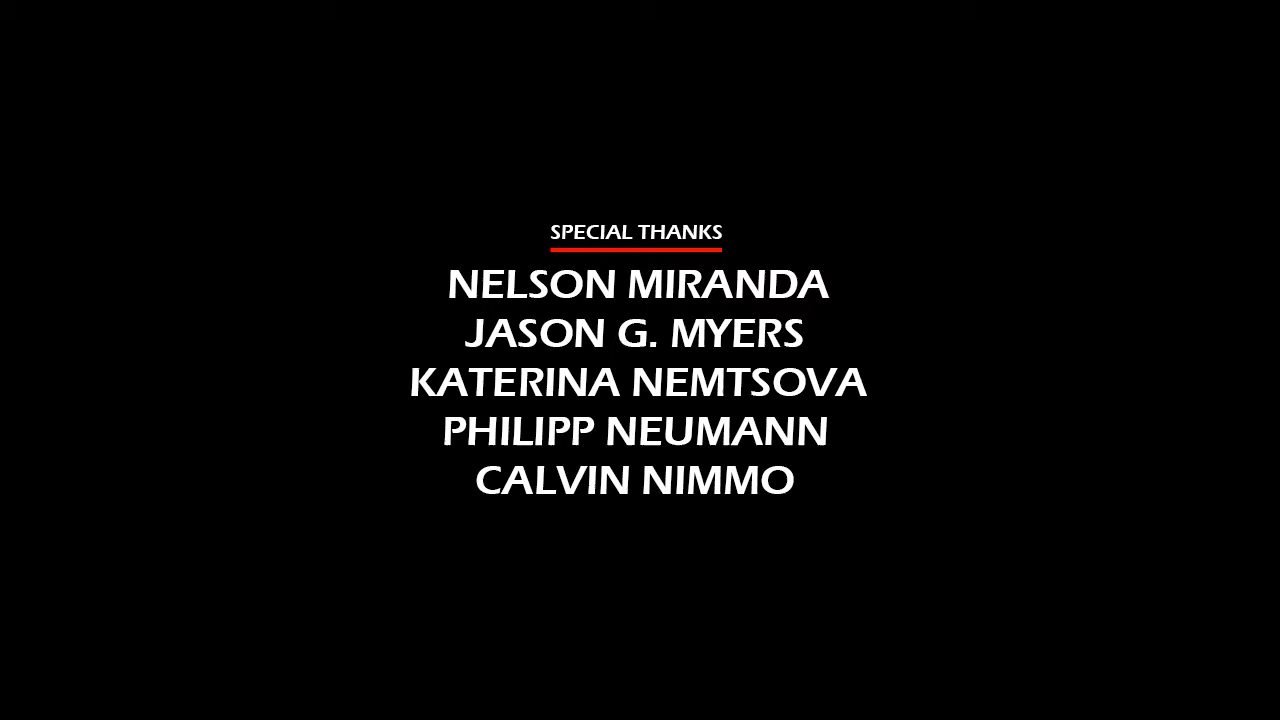 SPECIAL THANKS
NELSON MIRANDA
JASON G. MYERS
KATERINA NEMTSOVA
PHILIPP NEUMANN
CALVIN NIMMO